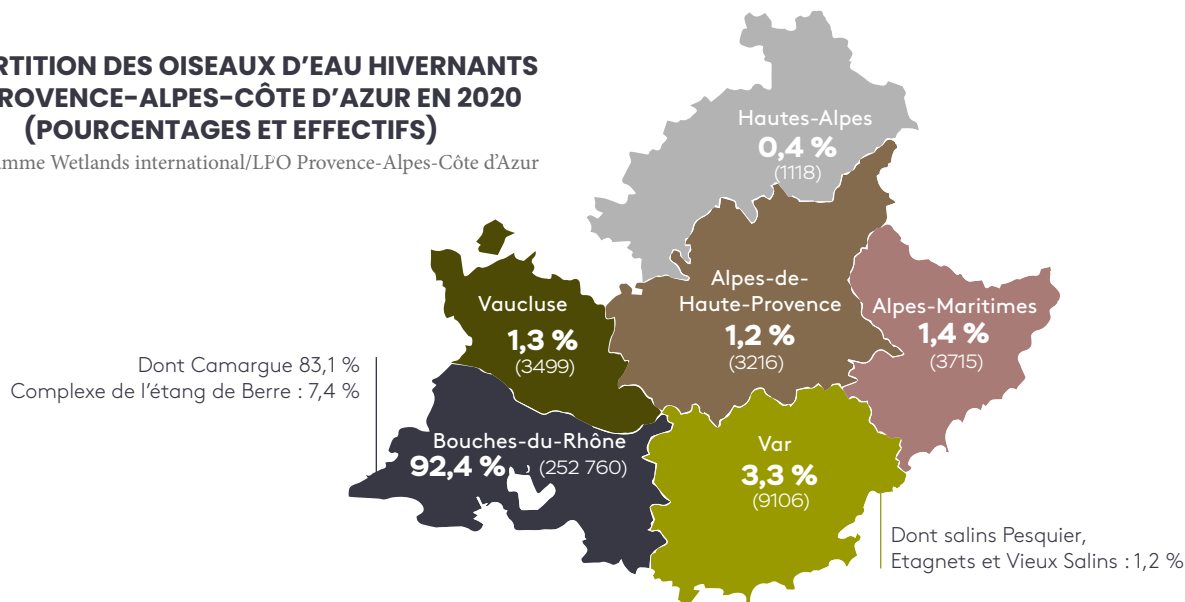 RTITION DES OISEAUX D'EAU HIVERNANTS
ROVENCE-ALPES-CÔTE D'AZUR EN 2020
(POURCENTAGES ET EFFECTIFS)
mme Wetlands international/LPO Provence-Alpes-Côte d'Azur
Hautes-Alpes
0,4 %
(1118)
Alpes-de-
Haute-Provence
1,2 %
(3216)
Alpes-Maritimes
1,4 %
(3715)
Vaucluse
1,3 %
(3499)
Dont Camargue 83,1 %
Complexe de l'étang de Berre : 7,4 %
Bouches-du-Rhône
92,4 % (252 760)
Var
3,3 %
(9106)
Dont salins Pesquier,
Etagnets et Vieux Salins : 1,2 %